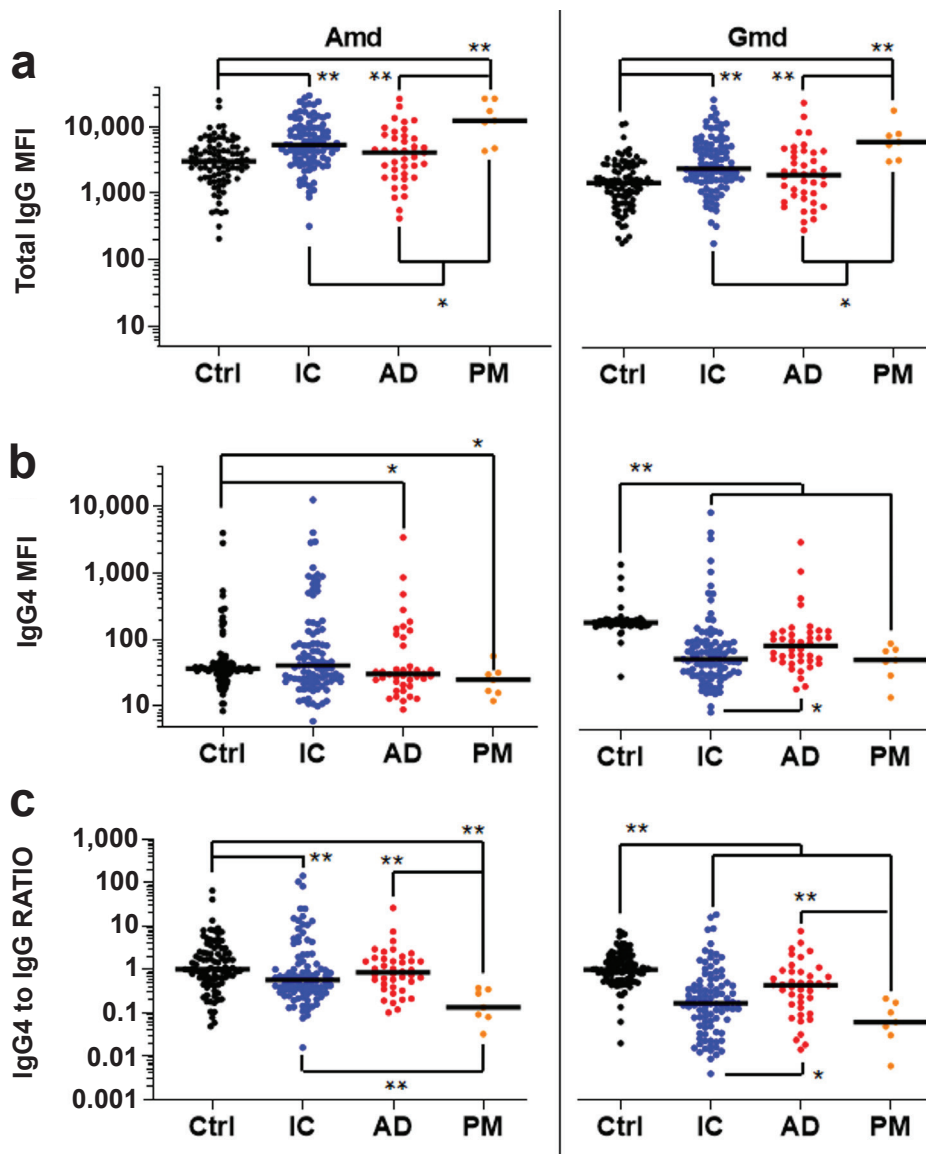 a
Amd
Gmd
** **
** ** ** **
** **
Total IgG MFI
10,000
1,000
100
10
* *
Ctrl IC AD PM Ctrl IC AD PM
b
*
* **
IgG4 MFI
10,000
1,000
100
10
*
Ctrl IC AD PM Ctrl IC AD PM
c
** **
** ** **
IgG4 to IgG RATIO
1,000
100
10
1
0.1
0.01
0.001
** *
Ctrl IC AD PM Ctrl IC AD PM